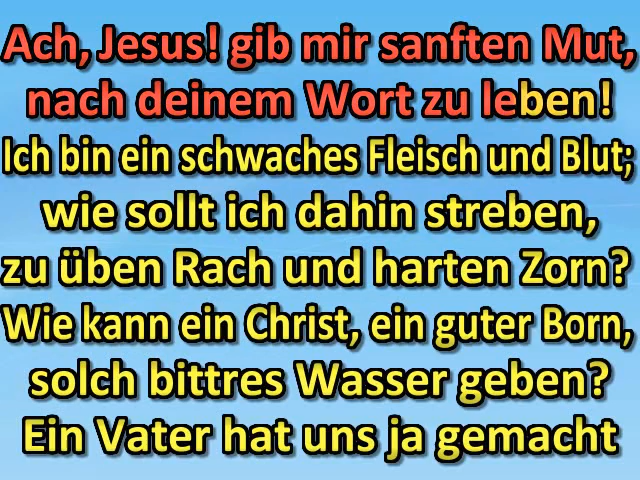 Ach, Jesus! gib mir sanften Mut,
nach deinem Wort zu leben!
Ich bin ein schwaches Fleisch und Blut;
wie sollt ich dahin streben,
zu üben Rach und harten Zorn?
Wie kann ein Christ, ein guter Born,
solch bittres Wasser geben?
Ein Vater hat uns ja gemacht